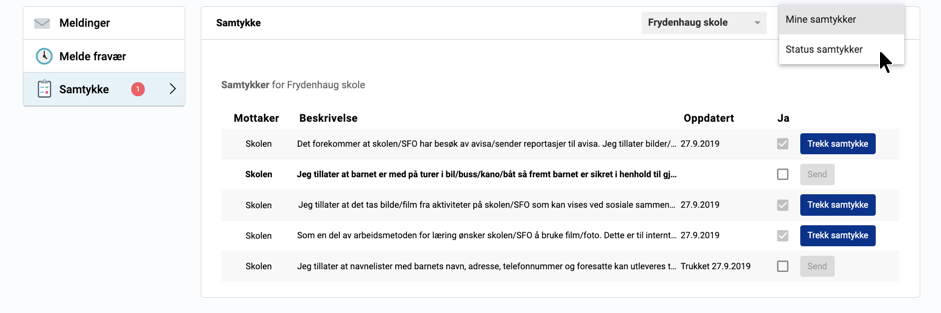 Meldinger
Melde fravær
Samtykke 1
Samtykke Frydenhaug skole
Mine samtykker
Status samtykker
Samtykker for Frydenhaug skole
Mottaker Beskrivelse Oppdatert Ja
Skolen Det forekommer at skolen/SFO har besøk av avisa/sender reportasjer til avisa. Jeg tillater bilder/... 27.9.2019 Trekk samtykke
Skolen Jeg tillater at barnet er med på turer i bil/buss/kano/båt så fremt barnet er sikret i henhold til gj... Send
Skolen Jeg tillater at det tas bilde/film fra aktiviteter på skolen/SFO som kan vises ved sosiale sammen... 27.9.2019 Trekk samtykke
Skolen Som en del av arbeidsmetoden for læring ønsker skolen/SFO å bruke film/foto. Dette er til internt... 27.9.2019 Trekk samtykke
Skolen Jeg tillater at navnelister med barnets navn, adresse, telefonnummer og foresatte kan utleveres t... Trukket 27.9.2019 Send